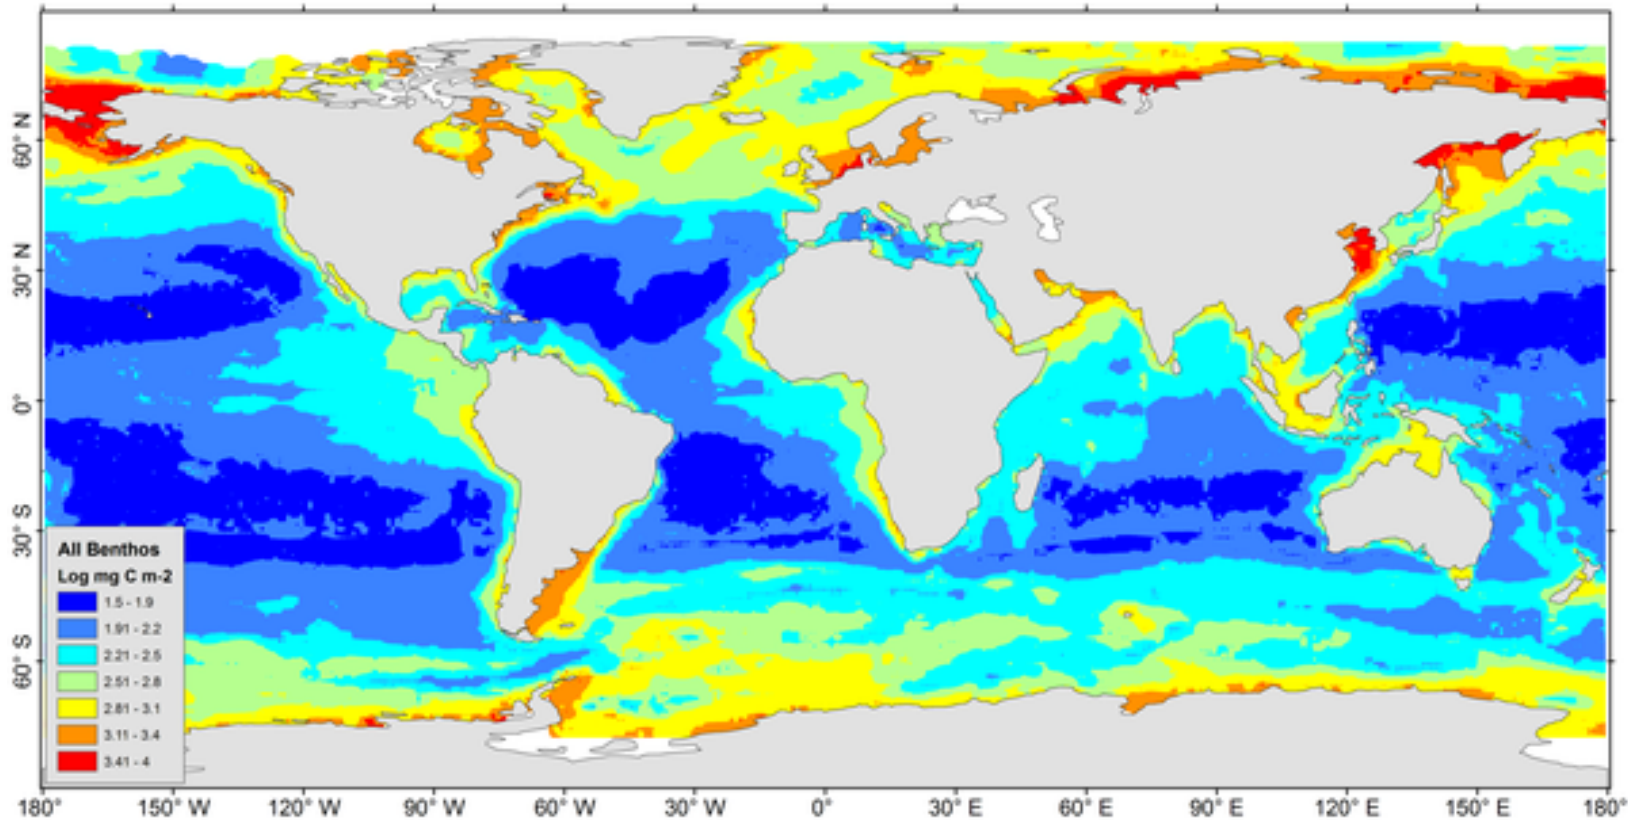 60° N
30° N
0°
30° S
60° S
All Benthos
Log mg C m-2
1.5 - 1.9
1.91 - 2.2
2.21 - 2.5
2.51 - 2.8
2.81 - 3.1
3.11 - 3.4
3.41 - 4
180° 150° W 120° W 90° W 60° W 30° W 0° 30° E 60° E 90° E 120° E 150° E 180°